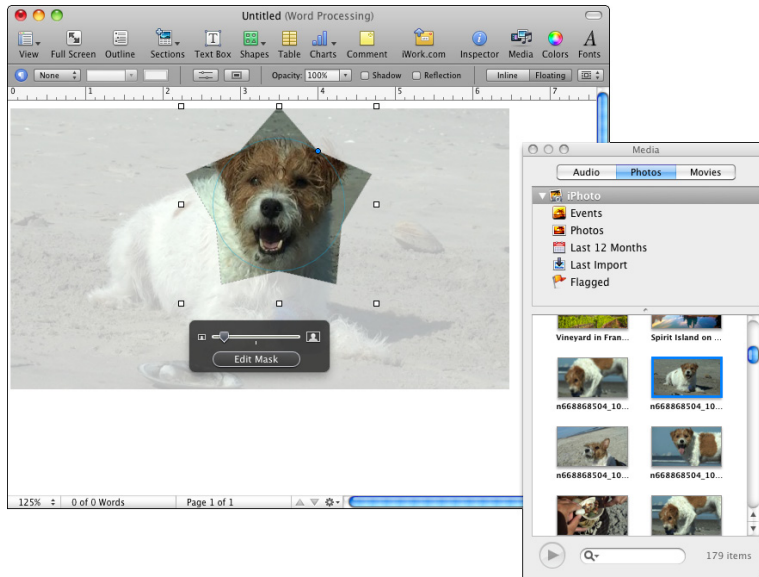 Untitled (Word Processing)
View Full Screen Outline Sections Text Box Shapes Table Charts Comment iWork.com Inspector Media Colors Fonts
None Opacity: 100% Shadow Reflection Inline Floating
0 1 2 3 4 5 6 7
Edit Mask
125% 0 of 0 Words Page 1 of 1
Media
Audio Photos Movies
iPhoto
Events
Photos
Last 12 Months
Last Import
Flagged
Vineyard in Fran... Spirit Island on ...
n668868504_10... n668868504_10...
n668868504_10... n668868504_10...
179 items